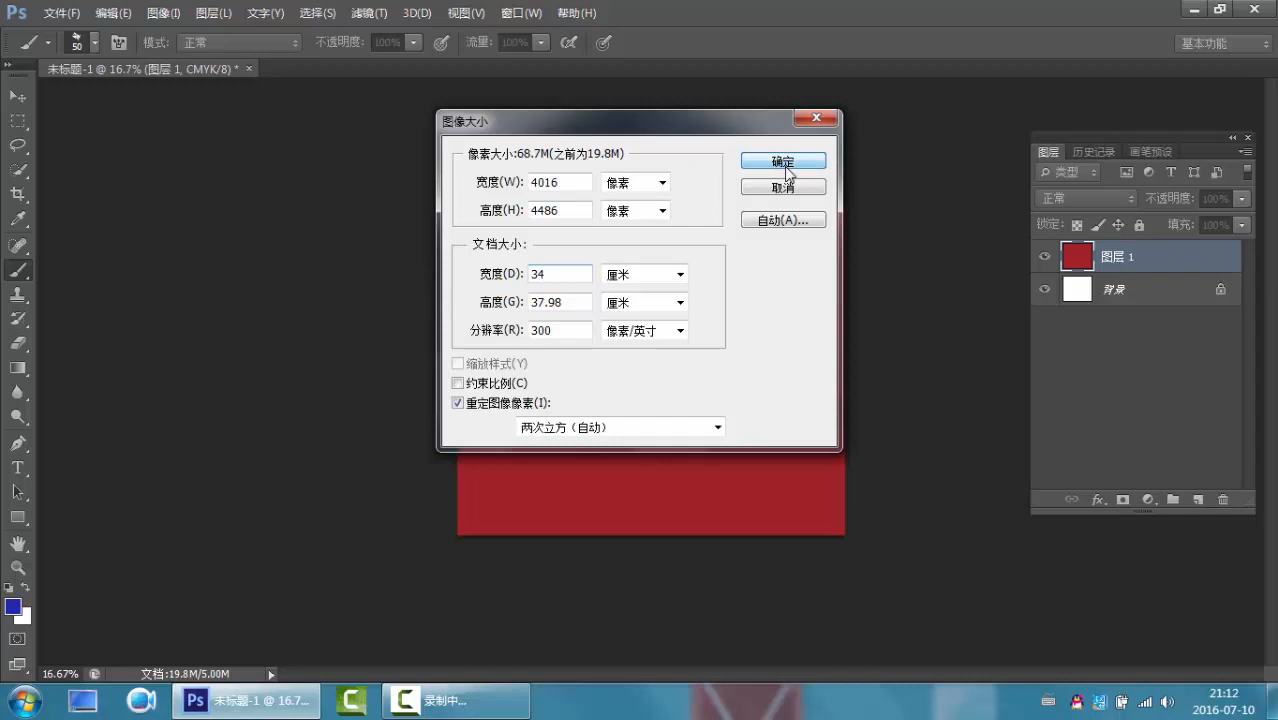 Ps 文件(F) 编辑(E) 图像(I) 图层(L) 文字(Y) 选择(S) 滤镜(T) 3D(D) 视图(V) 窗口(W) 帮助(H)
50 模式: 正常 不透明度: 100% 流量: 100% 基本功能
未标题-1 @ 16.7% (图层 1, CMYK/8) * ×
图像大小
像素大小:68.7M(之前为19.8M)
宽度(W): 4016 像素
高度(H): 4486 像素
确定
取消
自动(A)...
文档大小:
宽度(D): 34 厘米
高度(G): 37.98 厘米
分辨率(R): 300 像素/英寸
缩放样式(Y)
约束比例(C)
重定图像像素(I):
两次立方（自动）
图层 历史记录 画笔预设
类型
正常 不透明度: 100%
锁定: 填充: 100%
图层 1
背景
fx
16.67% 文档:19.8M/5.00M
Ps 未标题-1 @ 16.7...
录制中...
21:12
2016-07-10